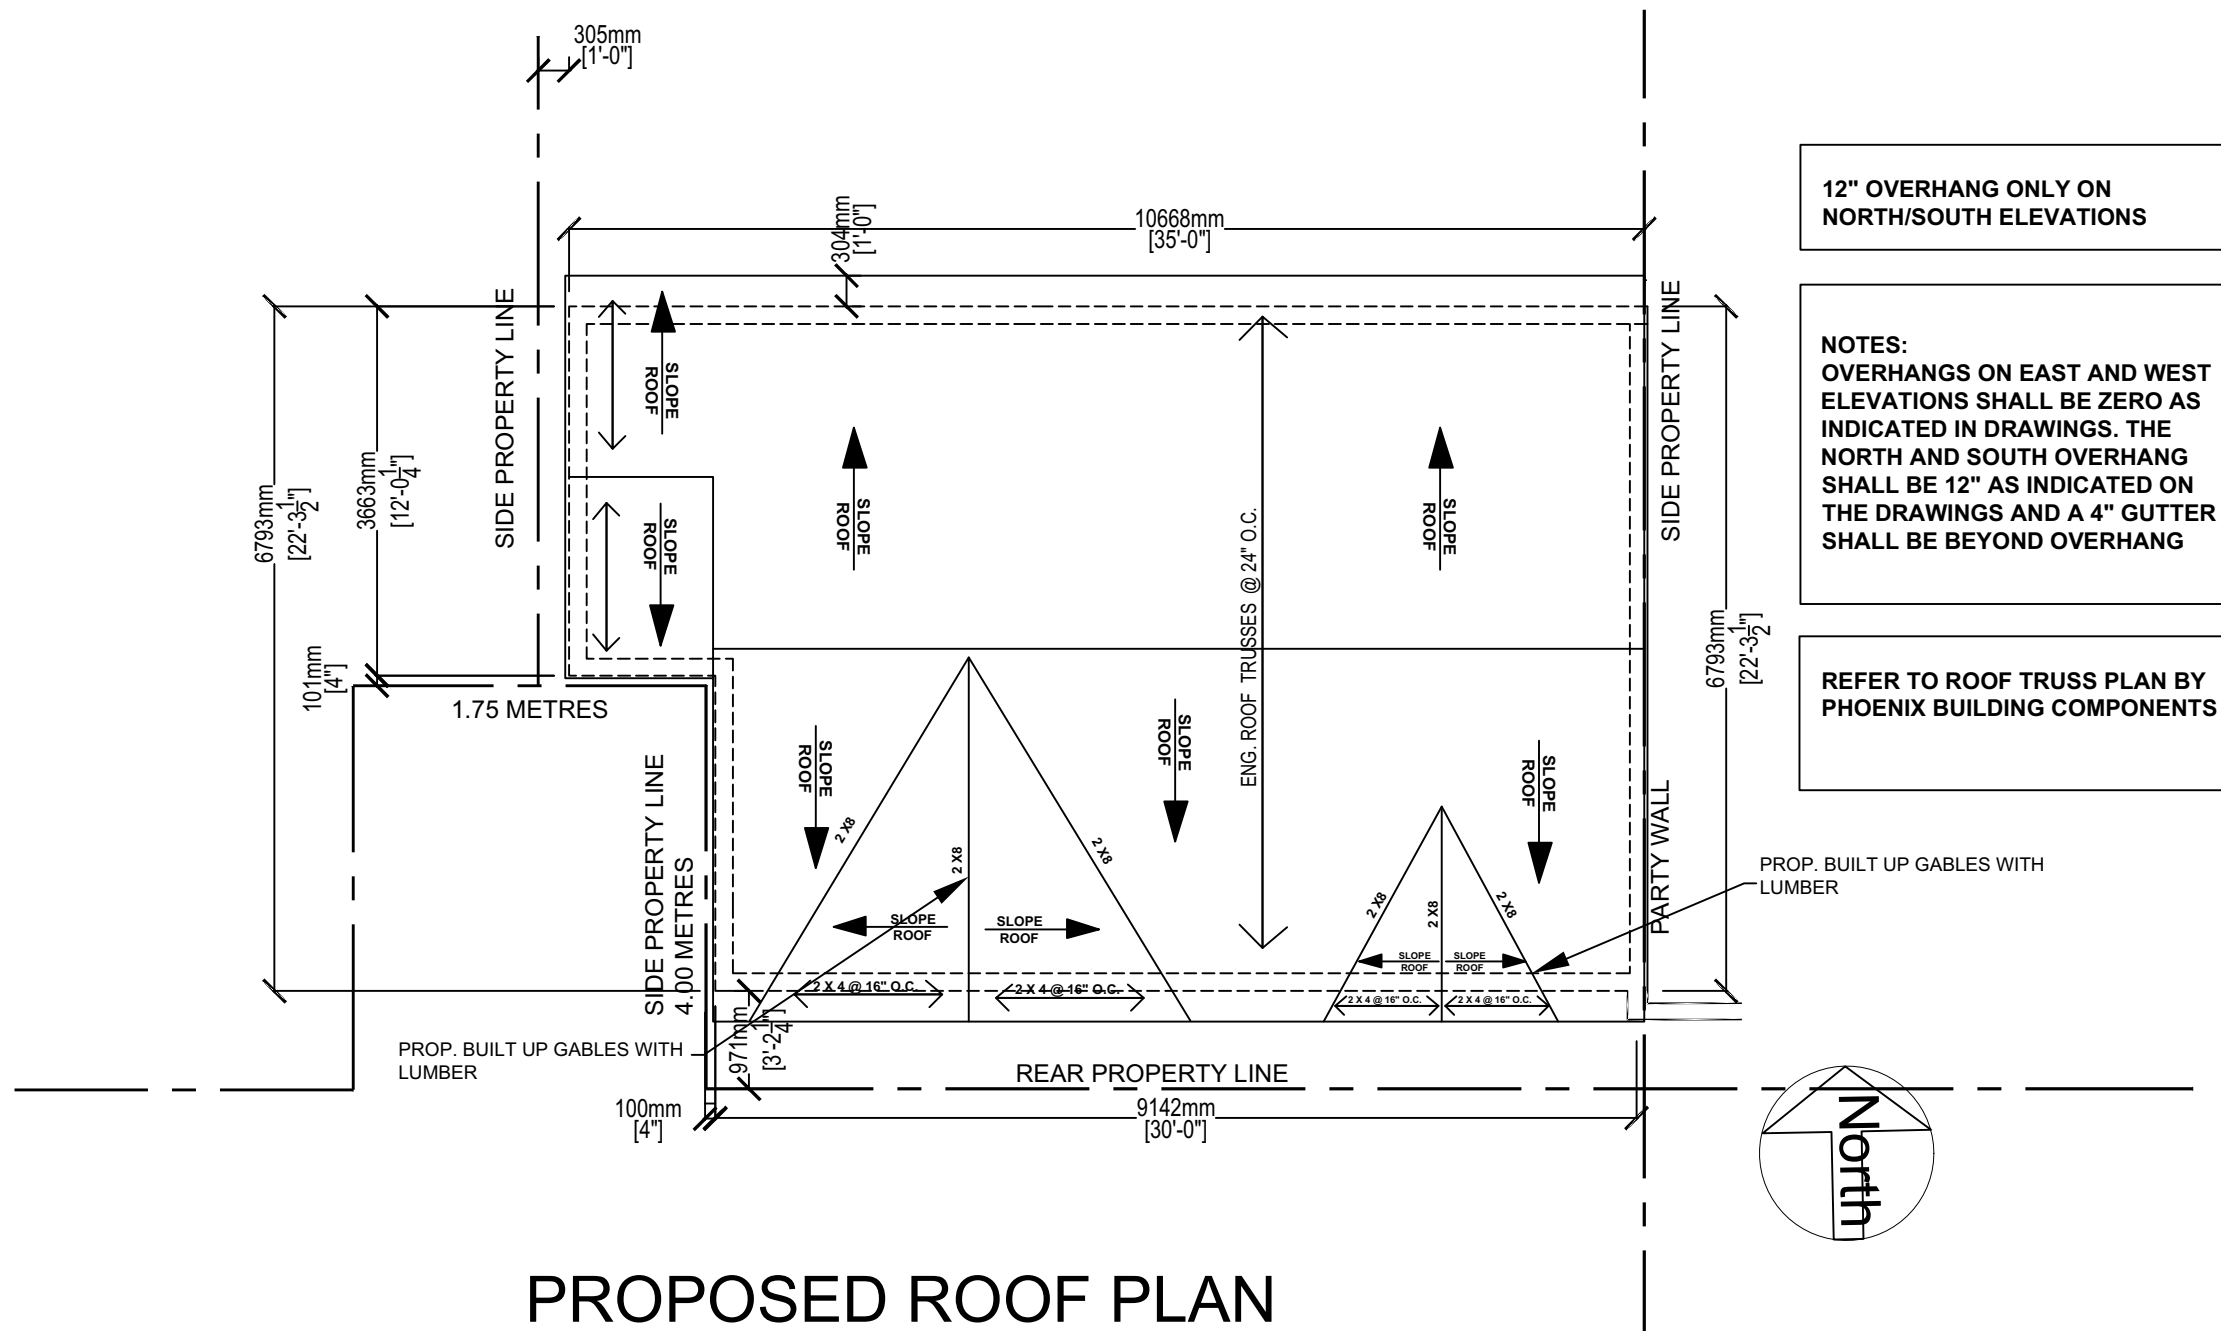 305mm
[1'-0"]
304mm
[1'-0"]
10668mm
[35'-0"]
12" OVERHANG ONLY ON
NORTH/SOUTH ELEVATIONS
NOTES:
OVERHANGS ON EAST AND WEST
ELEVATIONS SHALL BE ZERO AS
INDICATED IN DRAWINGS. THE
NORTH AND SOUTH OVERHANG
SHALL BE 12" AS INDICATED ON
THE DRAWINGS AND A 4" GUTTER
SHALL BE BEYOND OVERHANG
REFER TO ROOF TRUSS PLAN BY
PHOENIX BUILDING COMPONENTS
6793mm
[22'-3 1/2"]
3663mm
[12'-0 1/4"]
101mm
[4"]
SIDE PROPERTY LINE
SLOPE
ROOF
SLOPE
ROOF
SLOPE
ROOF
SLOPE
ROOF
ENG. ROOF TRUSSES @ 24" O.C.
SIDE PROPERTY LINE
6793mm
[22'-3 1/2"]
1.75 METRES
SIDE PROPERTY LINE
4.00 METRES
SLOPE
ROOF
SLOPE
ROOF
SLOPE
ROOF
2 X8
2 X8
2 X8
2 X8
2 X8
2 X8
PARTY WALL
PROP. BUILT UP GABLES WITH
LUMBER
SLOPE
ROOF
SLOPE
ROOF
SLOPE
ROOF
SLOPE
ROOF
2 X 4 @ 16" O.C.
2 X 4 @ 16" O.C.
2 X 4 @ 16" O.C.
2 X 4 @ 16" O.C.
PROP. BUILT UP GABLES WITH
LUMBER
971mm
[3'-2 1/4"]
REAR PROPERTY LINE
100mm
[4"]
9142mm
[30'-0"]
North
PROPOSED ROOF PLAN